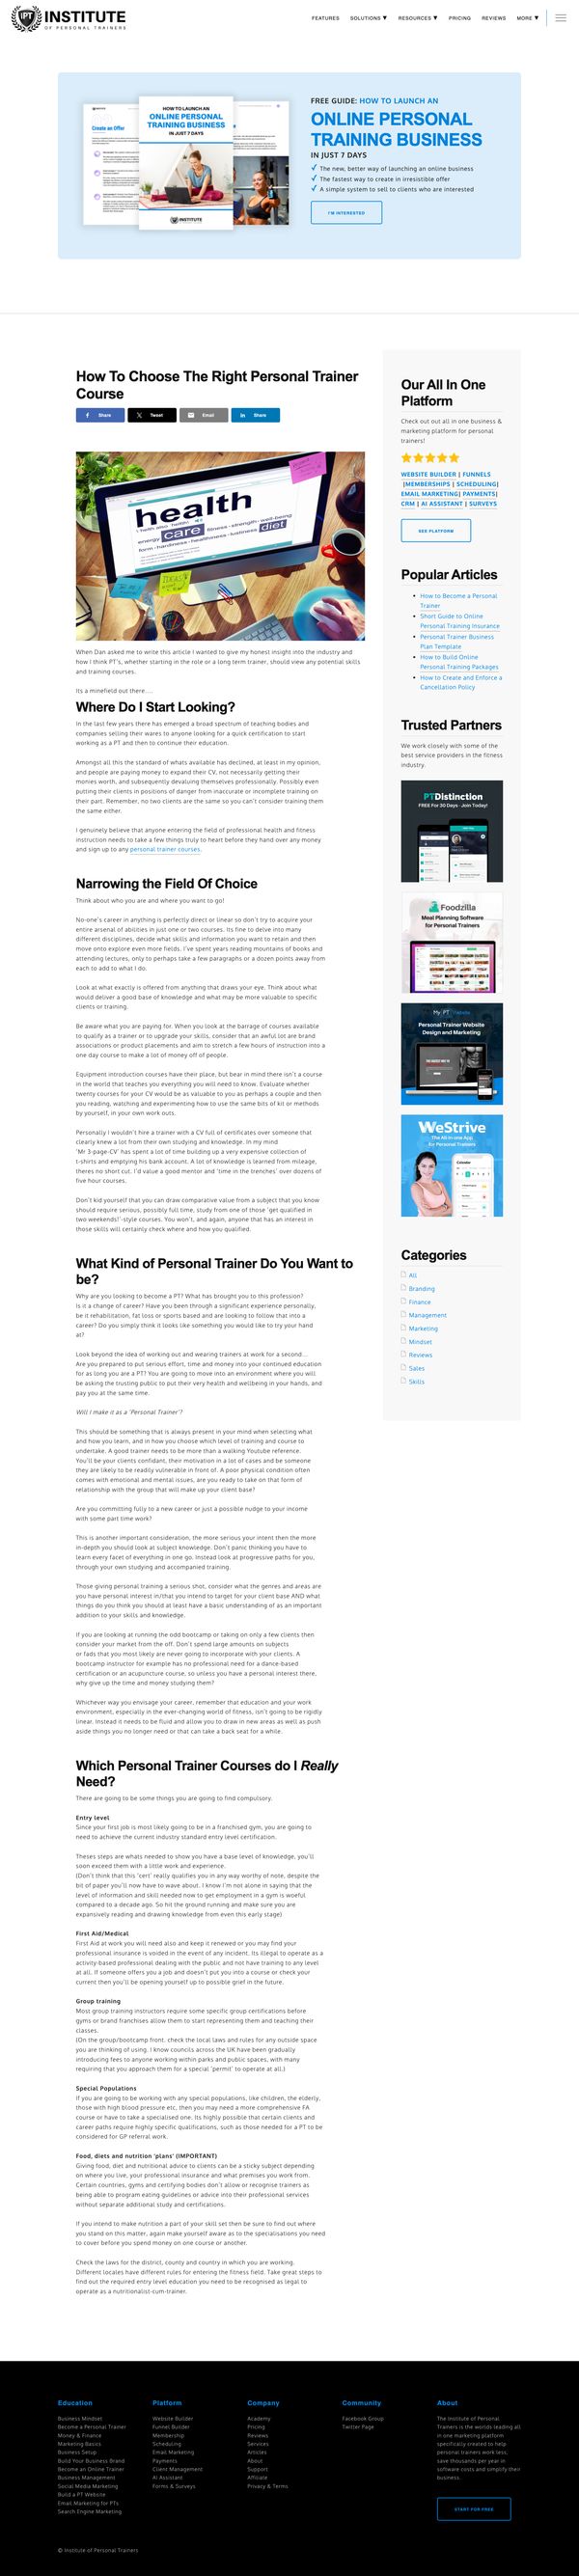 INSTITUTE
OF PERSONAL TRAINERS
FEATURES SOLUTIONS ▼ RESOURCES ▼ PRICING REVIEWS MORE ▼
FREE GUIDE: HOW TO LAUNCH AN
ONLINE PERSONAL
TRAINING BUSINESS
IN JUST 7 DAYS
The new, better way of launching an online business
The fastest way to create in irresistible offer
A simple system to sell to clients who are interested
I'M INTERESTED
Create an Offer
HOW TO LAUNCH AN
ONLINE PERSONAL
TRAINING BUSINESS
IN JUST 7 DAYS
INSTITUTE
How To Choose The Right Personal Trainer
Course
Share Tweet Email Share
health
care
diet
When Dan asked me to write this article I wanted to give my honest insight into the industry and
how I think PT's, whether starting in the role or a long term trainer, should view any potential skills
and training courses.
Its a minefield out there....
Where Do I Start Looking?
In the last few years there has emerged a broad spectrum of teaching bodies and
companies selling their wares to anyone looking for a quick certification to start
working as a PT and then to continue their education.
Amongst all this the standard of whats available has declined, at least in my opinion,
and people are paying money to expand their CV, not necessarily getting their
monies worth, and subsequently devaluing themselves professionally. Possibly even
putting their clients in positions of danger from inaccurate or incomplete training on
their part. Remember, no two clients are the same so you can't consider training them
the same either.
I genuinely believe that anyone entering the field of professional health and fitness
instruction needs to take a few things truly to heart before they hand over any money
and sign up to any personal trainer courses.
Narrowing the Field Of Choice
Think about who you are and where you want to go!
No-one's career in anything is perfectly direct or linear so don't try to acquire your
entire arsenal of abilities in just one or two courses. Its fine to delve into many
different disciplines, decide what skills and information you want to retain and then
move onto explore even more fields. I've spent years reading mountains of books and
attending lectures, only to perhaps take a few paragraphs or a dozen points away from
each to add to what I do.
Look at what exactly is offered from anything that draws your eye. Think about what
would deliver a good base of knowledge and what may be more valuable to specific
clients or training.
Be aware what you are paying for. When you look at the barrage of courses available
to qualify as a trainer or to upgrade your skills, consider that an awful lot are brand
associations or product placements and aim to stretch a few hours of instruction into a
one day course to make a lot of money off of people.
Equipment introduction courses have their place, but bear in mind there isn't a course
in the world that teaches you everything you will need to know. Evaluate whether
twenty courses for your CV would be as valuable to you as perhaps a couple and then
you reading, watching and experimenting how to use the same bits of kit or methods
by yourself, in your own work outs.
Personally I wouldn't hire a trainer with a CV full of certificates over someone that
clearly knew a lot from their own studying and knowledge. In my mind
'Mr 3-page-CV' has spent a lot of time building up a very expensive collection of
t-shirts and emptying his bank account. A lot of knowledge is learned from mileage,
theres no short cut. I'd value a good mentor and 'time in the trenches' over dozens of
five hour courses.
Don't kid yourself that you can draw comparative value from a subject that you know
should require serious, possibly full time, study from one of those 'get qualified in
two weekends!'-style courses. You won't, and again, anyone that has an interest in
those skills will certainly check where and how you qualified.
What Kind of Personal Trainer Do You Want to
be?
Why are you looking to become a PT? What has brought you to this profession?
Is it a change of career? Have you been through a significant experience personally,
be it rehabilitation, fat loss or sports based and are looking to follow that into a
career? Do you simply think it looks like something you would like to try your hand
at?
Look beyond the idea of working out and wearing trainers at work for a second...
Are you prepared to put serious effort, time and money into your continued education
for as long you are a PT? You are going to move into an environment where you will
be asking the trusting public to put their very health and wellbeing in your hands, and
pay you at the same time.
Will I make it as a 'Personal Trainer'?
This should be something that is always present in your mind when selecting what
and how you learn, and in how you choose which level of training and course to
undertake. A good trainer needs to be more than a walking Youtube reference.
You'll be your clients confidant, their motivation in a lot of cases and be someone
they are likely to be readily vulnerable in front of. A poor physical condition often
comes with emotional and mental issues, are you ready to take on that form of
relationship with the group that will make up your client base?
Are you committing fully to a new career or just a possible nudge to your income
with some part time work?
This is another important consideration, the more serious your intent then the more
in-depth you should look at subject knowledge. Don't panic thinking you have to
learn every facet of everything in one go. Instead look at progressive paths for you,
through your own studying and accompanied training.
Those giving personal training a serious shot, consider what the genres and areas are
you have personal interest in/that you intend to target for your client base AND what
things do you think you should at least have a basic understanding of as an important
addition to your skills and knowledge.
If you are looking at running the odd bootcamp or taking on only a few clients then
consider your market from the off. Don't spend large amounts on subjects
or fads that you most likely are never going to incorporate with your clients. A
bootcamp instructor for example has no professional need for a dance-based
certification or an acupuncture course, so unless you have a personal interest there,
why give up the time and money studying them?
Whichever way you envisage your career, remember that education and your work
environment, especially in the ever-changing world of fitness, isn't going to be rigidly
linear. Instead it needs to be fluid and allow you to draw in new areas as well as push
aside things you no longer need or that can take a back seat for a while.
Which Personal Trainer Courses do I Really
Need?
There are going to be some things you are going to find compulsory.
Entry level
Since your first job is most likely going to be in a franchised gym, you are going to
need to achieve the current industry standard entry level certification.
Theses steps are whats needed to show you have a base level of knowledge, you'll
soon exceed them with a little work and experience.
(Don't think that this 'cert' really qualifies you in any way worthy of note, despite the
bit of paper you'll now have to wave about. I know I'm not alone in saying that the
level of information and skill needed now to get employment in a gym is woeful
compared to a decade ago. So hit the ground running and make sure you are
expansively reading and drawing knowledge from even this early stage)
First Aid/Medical
First Aid at work you will need also and keep it renewed or you may find your
professional insurance is voided in the event of any incident. Its illegal to operate as a
activity-based professional dealing with the public and not have training to any level
at all. If someone offers you a job and doesn't put you into a course or check your
current then you'll be opening yourself up to possible grief in the future.
Group training
Most group training instructors require some specific group certifications before
gyms or brand franchises allow them to start representing them and teaching their
classes.
(On the group/bootcamp front. check the local laws and rules for any outside space
you are thinking of using. I know councils across the UK have been gradually
introducing fees to anyone working within parks and public spaces, with many
requiring that you approach them for a special 'permit' to operate at all.)
Special Populations
If you are going to be working with any special populations, like children, the elderly,
those with high blood pressure etc, then you may need a more comprehensive FA
course or have to take a specialised one. Its highly possible that certain clients and
career require highly specific qualifications, such as those needed for a PT to be
considered for GP referral work.
Food, diets and nutrition 'plans' (IMPORTANT)
Giving food, diet and nutritional advice to clients can be a sticky subject depending
on where you live, your professional insurance and what premises you work from.
Certain countries, gyms and certifying bodies don't allow or recognise trainers as
being able to program eating guidelines or advice into their professional services
without separate additional study and certifications.
If you intend to make nutrition a part of your skill set then be sure to find out where
you stand on this matter, again make yourself aware as to the specialisations you need
to cover before you spend money on one course or another.
Check the laws for the district, county and country in which you are working.
Different locales have different rules for entering the fitness field. Take great steps to
find out the required entry level education you need to be recognised as legal to
operate as a nutritionalist-cum-trainer.
Our All In One
Platform
Check out out all in one business &
marketing platform for personal
trainers!
WEBSITE BUILDER | FUNNELS
|MEMBERSHIPS | SCHEDULING|
EMAIL MARKETING| PAYMENTS|
CRM | AI ASSISTANT | SURVEYS
SEE PLATFORM
Popular Articles
How to Become a Personal
Trainer
Short Guide to Online
Personal Training Insurance
Personal Trainer Business
Plan Template
How to Build Online
Personal Training Packages
How to Create and Enforce a
Cancellation Policy
Trusted Partners
We work closely with some of the
best service providers in the fitness
industry.
PTDistinction
FREE For 30 Days - Join Today!
Foodzilla
Meal Planning Software
for Personal Trainers
My PT
Personal Trainer Website
Design and Marketing
WeStrive
The All in one App
for Personal Trainers
Categories
All
Branding
Finance
Management
Marketing
Mindset
Reviews
Sales
Skills
Education
Business Mindset
Become a Personal Trainer
Money & Finance
Marketing Basics
Business Setup
Build Your Business Brand
Become an Online Trainer
Business Management
Social Media Marketing
Build a PT Website
Email Marketing for PTs
Search Engine Marketing
Platform
Website Builder
Funnel Builder
Membership
Scheduling
Email Marketing
Payments
Client Management
AI Assistant
Forms & Surveys
Company
Academy
Pricing
Reviews
Services
Articles
About
Support
Affiliate
Privacy & Terms
Community
Facebook Group
Twitter Page
About
The Institute of Personal
Trainers is the worlds leading all
in one marketing platform
specifically created to help
personal trainers work less,
save thousands per year in
software costs and simplify their
business.
START FOR FREE
© Institute of Personal Trainers